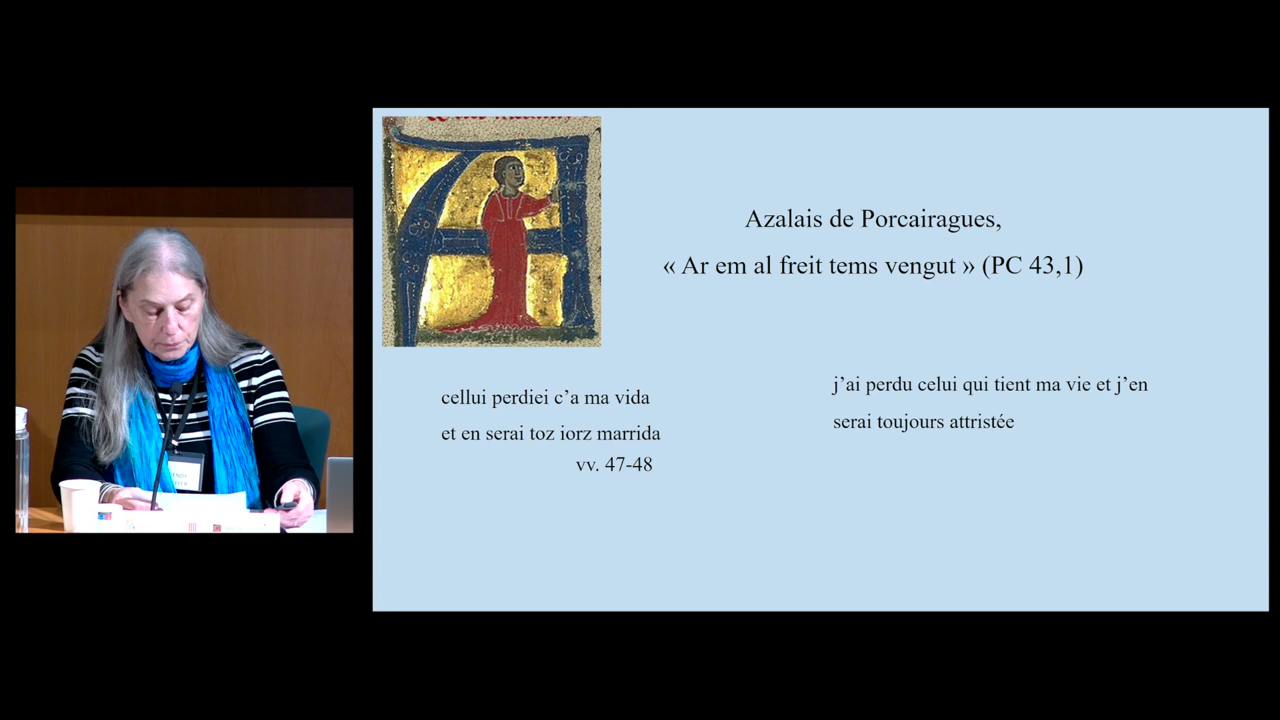 Azalais de Porcairagues,
« Ar em al freit tems vengut » (PC 43,1)
cellui perdiei c’a ma vida
et en serai toz iorz marrida
vv. 47-48
j’ai perdu celui qui tient ma vie et j’en
serai toujours attristée